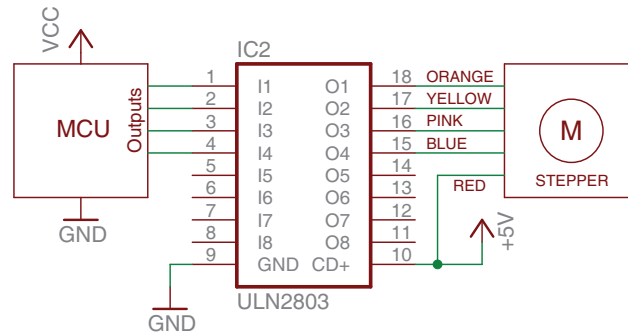 VCC
MCU
Outputs
GND
IC2
1 I1 O1 18 ORANGE
2 I2 O2 17 YELLOW
3 I3 O3 16 PINK
4 I4 O4 15 BLUE
5 I5 O5 14
6 I6 O6 13
7 I7 O7 12
8 I8 O8 11
9 GND CD+ 10
ULN2803
GND
M
STEPPER
RED
+5V